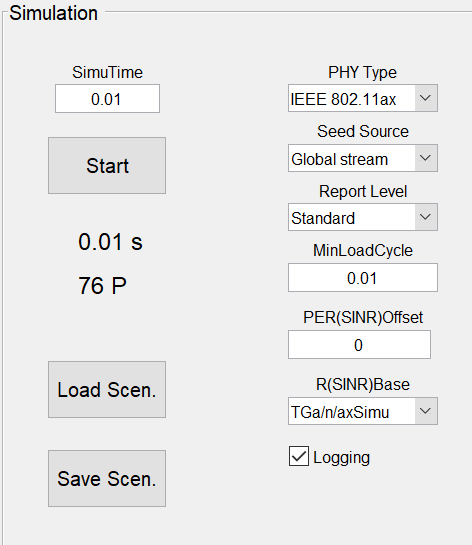 Simulation
SimuTime
0.01
Start
0.01 s
76 P
Load Scen.
Save Scen.
PHY Type
IEEE 802.11ax
Seed Source
Global stream
Report Level
Standard
MinLoadCycle
0.01
PER(SINR)Offset
0
R(SINR)Base
TGa/n/axSimu
Logging